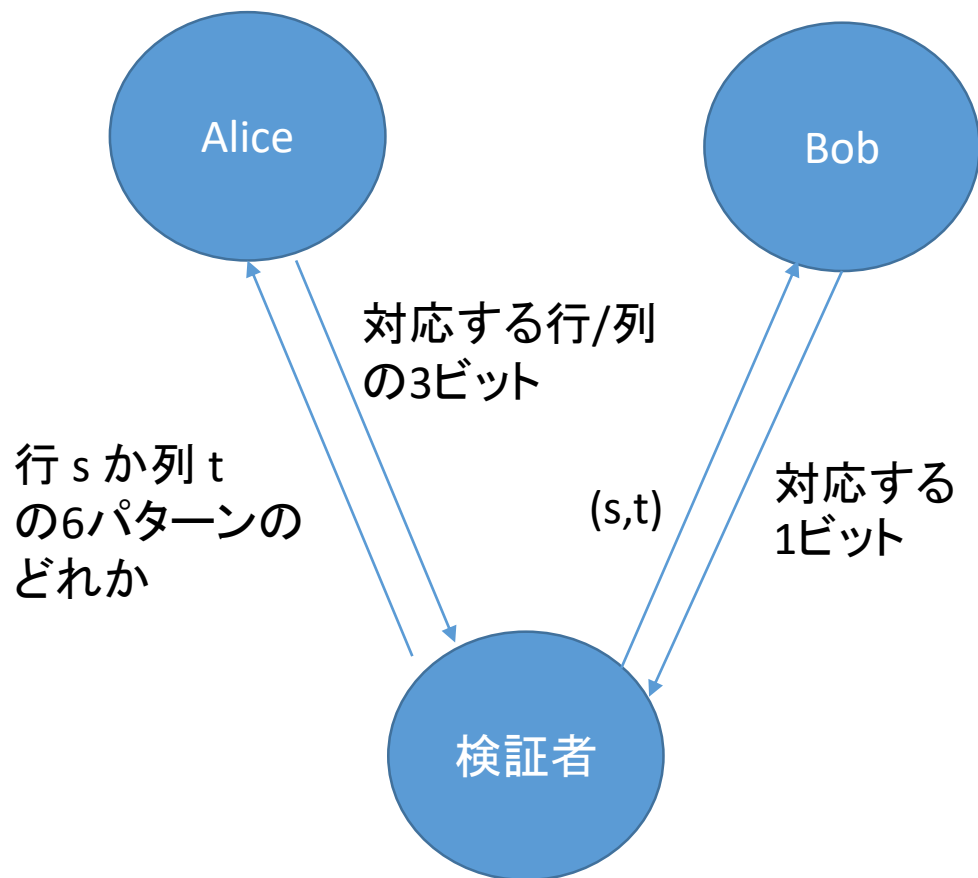 Alice
Bob
対応する行/列
の3ビット
行 s か列 t
の6パターンの
どれか
(s,t)
対応する
1ビット
検証者